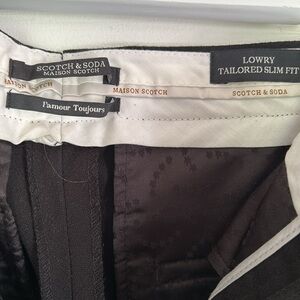 SCOTCH & SODA
MAISON SCOTCH
l'amour Toujours
MAISON SCOTCH
MAISON SCOTCH
SCOTCH & SODA
LOWRY
TAILORED SLIM FIT